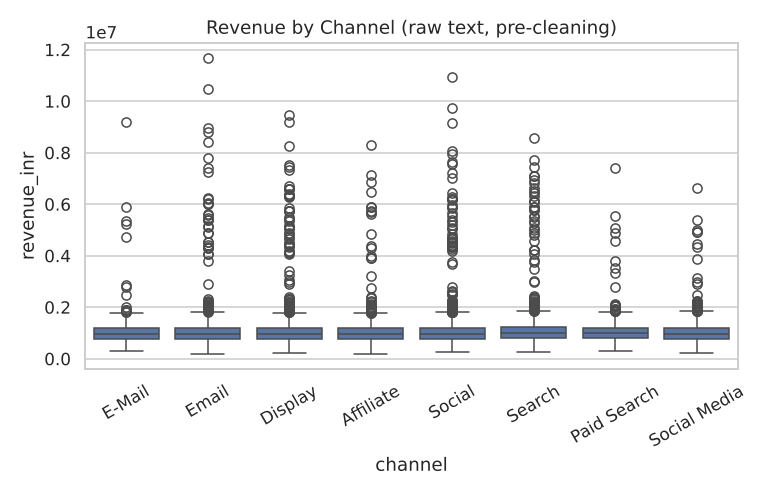 Revenue by Channel (raw text, pre-cleaning)
1e7
1.2
1.0
0.8
0.6
0.4
0.2
0.0
revenue_inr
E-Mail
Email
Display
Affiliate
Social
Search
Paid Search
Social Media
channel